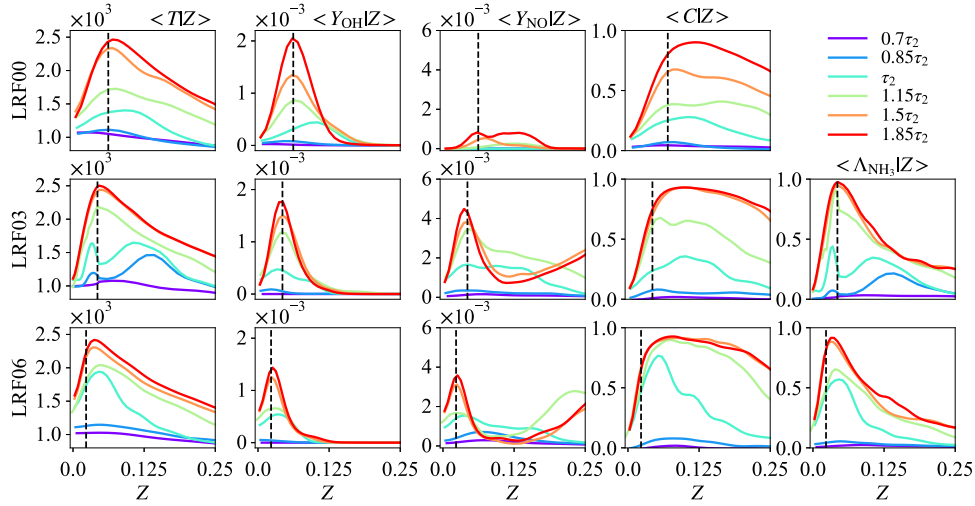 ×10³ < T|Z >
×10⁻³ < Y_OH|Z >
×10⁻³ < Y_NO|Z >
< C|Z >
LRF00
2.5
2.0
1.5
1.0
2
1
0
6
4
2
0
1.0
0.5
0.0
0.7τ₂
0.85τ₂
τ₂
1.15τ₂
1.5τ₂
1.85τ₂
×10³
×10⁻³
×10⁻³
< Λ_NH₃|Z >
LRF03
2.5
2.0
1.5
1.0
2
1
0
6
4
2
0
1.0
0.5
0.0
1.0
0.5
0.0
×10³
×10⁻³
×10⁻³
LRF06
2.5
2.0
1.5
1.0
2
1
0
6
4
2
0
1.0
0.5
0.0
1.0
0.5
0.0
0.0 0.125 0.25
0.0 0.125 0.25
0.0 0.125 0.25
0.0 0.125 0.25
0.0 0.125 0.25
Z Z Z Z Z